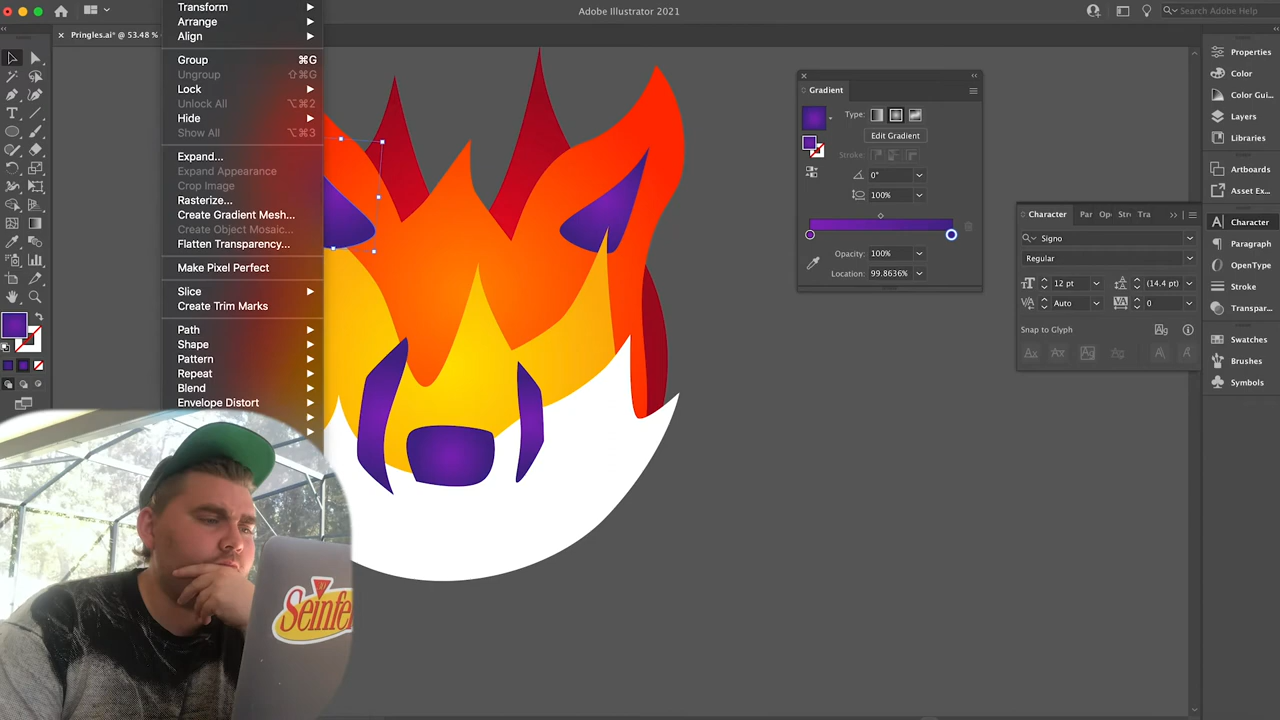 Adobe Illustrator 2021
Search Adobe Help
Pringles.ai* @ 53.48 %
Transform
Arrange
Align
Group ⌘G
Ungroup ⇧⌘G
Lock
Unlock All ⌥⌘2
Hide
Show All ⌥⌘3
Expand...
Expand Appearance
Crop Image
Rasterize...
Create Gradient Mesh...
Create Object Mosaic...
Flatten Transparency...
Make Pixel Perfect
Slice
Create Trim Marks
Path
Shape
Pattern
Repeat
Blend
Envelope Distort
Gradient
Type:
Edit Gradient
Stroke:
0°
100%
Opacity: 100%
Location: 99.8636%
Character Par Op Str Tra
Signo
Regular
12 pt (14.4 pt)
Auto 0
Snap to Glyph
Properties
Color
Color Gui...
Layers
Libraries
Artboards
Asset Ex...
Character
Paragraph
OpenType
Stroke
Transpar...
Swatches
Brushes
Symbols
Seinfe